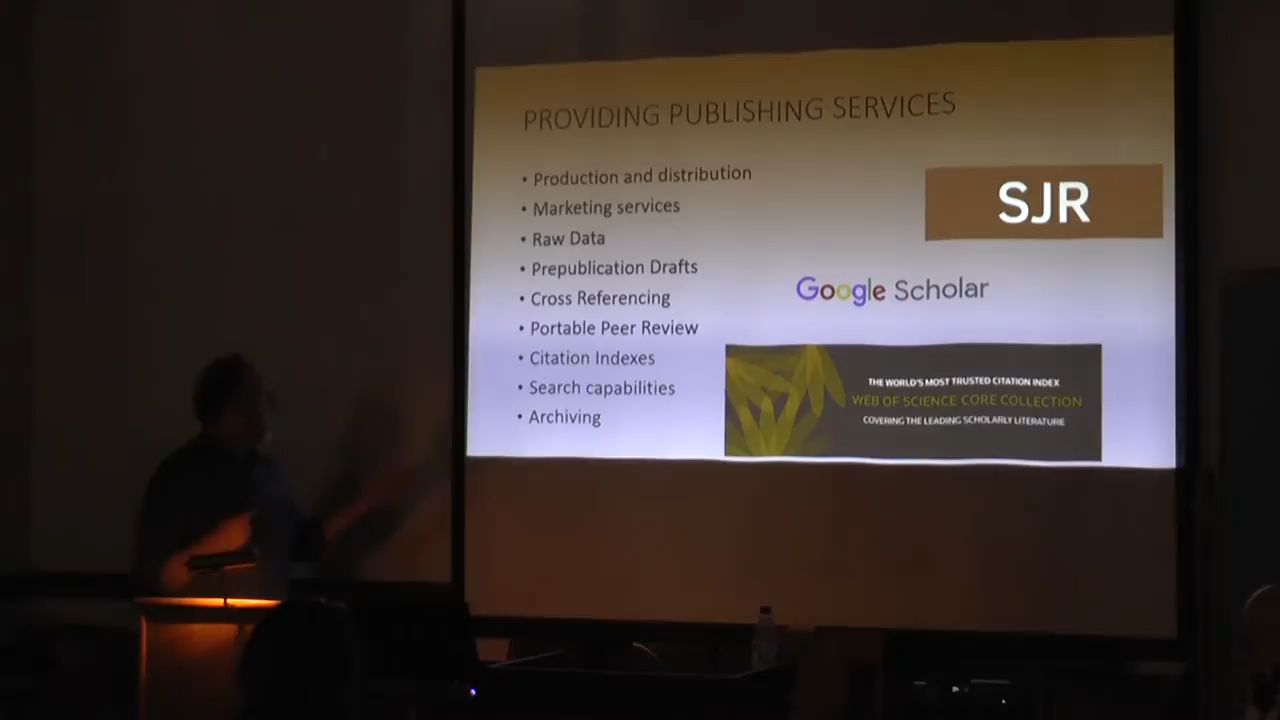 PROVIDING PUBLISHING SERVICES
• Production and distribution
• Marketing services
• Raw Data
• Prepublication Drafts
• Cross Referencing
• Portable Peer Review
• Citation Indexes
• Search capabilities
• Archiving
SJR
Google Scholar
THE WORLD'S MOST TRUSTED CITATION INDEX
WEB OF SCIENCE CORE COLLECTION
COVERING THE LEADING SCHOLARLY LITERATURE